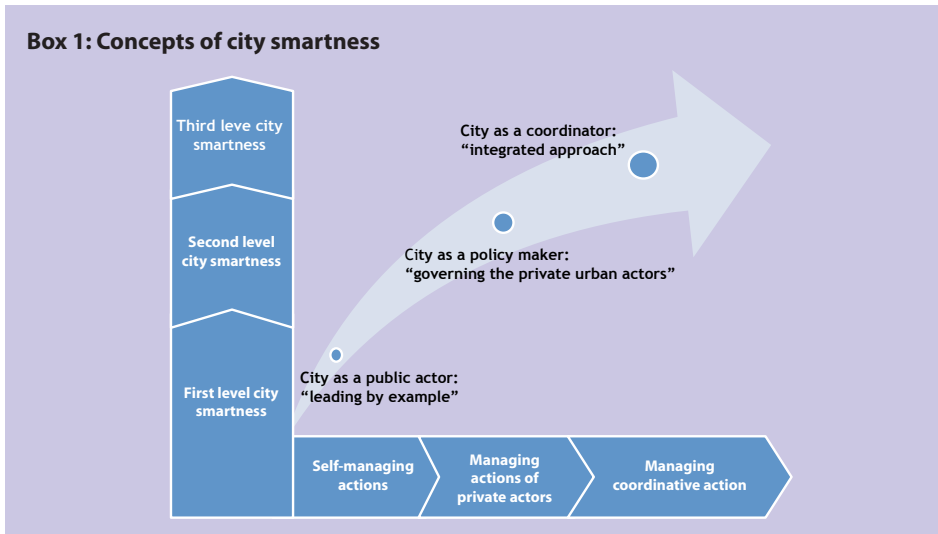 Box 1: Concepts of city smartness
Third leve city
smartness
City as a coordinator:
“integrated approach”
Second level
city smartness
City as a policy maker:
“governing the private urban actors”
First level city
smartness
City as a public actor:
“leading by example”
Self-managing
actions
Managing
actions of
private actors
Managing
coordinative action